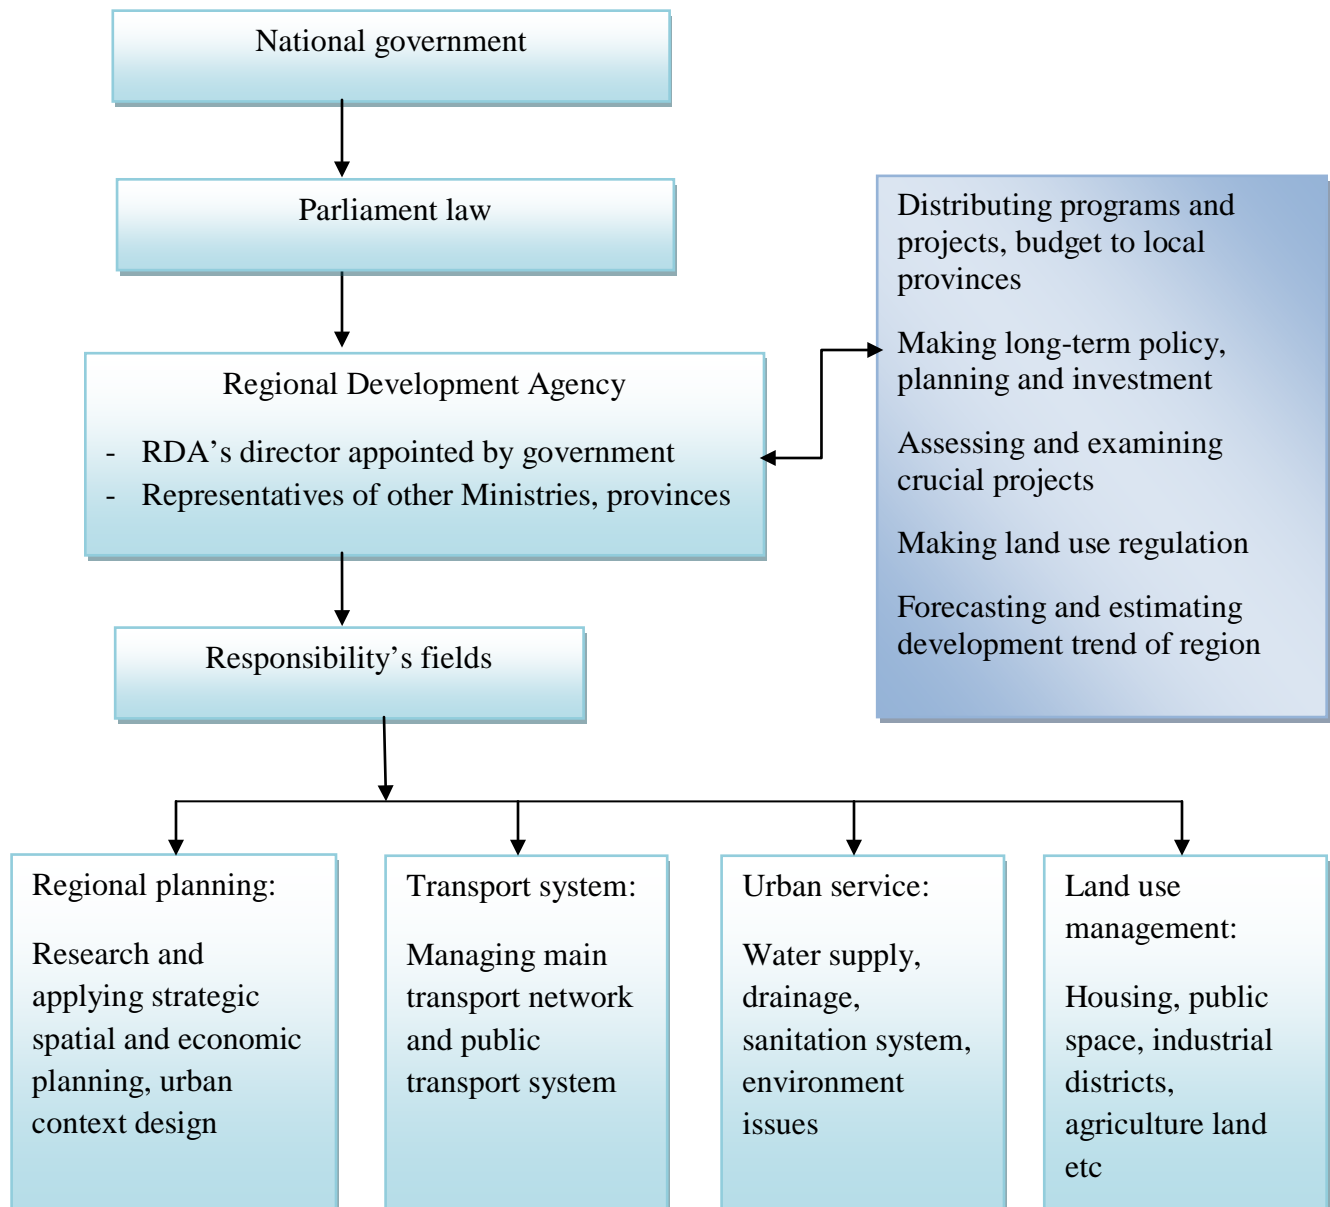 National government
Parliament law
Regional Development Agency
- RDA’s director appointed by government
- Representatives of other Ministries, provinces
Distributing programs and
projects, budget to local
provinces
Making long-term policy,
planning and investment
Assessing and examining
crucial projects
Making land use regulation
Forecasting and estimating
development trend of region
Responsibility’s fields
Regional planning:
Research and
applying strategic
spatial and economic
planning, urban
context design
Transport system:
Managing main
transport network
and public
transport system
Urban service:
Water supply,
drainage,
sanitation system,
environment
issues
Land use
management:
Housing, public
space, industrial
districts,
agriculture land
etc